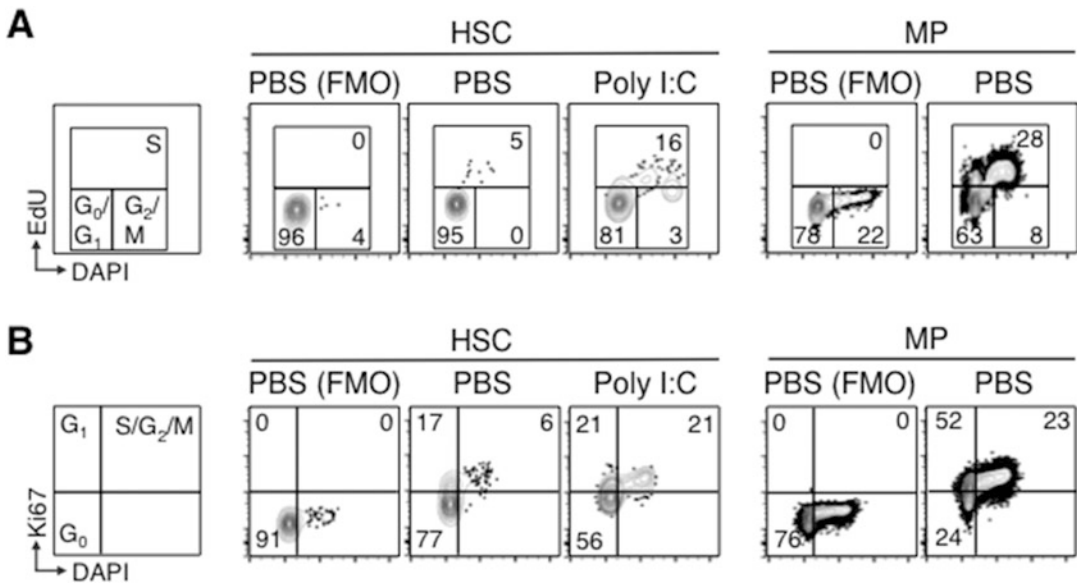 A
HSC
MP
PBS (FMO) PBS Poly I:C PBS (FMO) PBS
S 0 5 16 0 28
G0/ G2/
G1 M
96 4 95 0 81 3 78 22 63 8
EdU
DAPI
B
HSC
MP
PBS (FMO) PBS Poly I:C PBS (FMO) PBS
G1 S/G2/M 0 0 17 6 21 21 0 0 52 23
G0 91 77 56 76 24
Ki67
DAPI